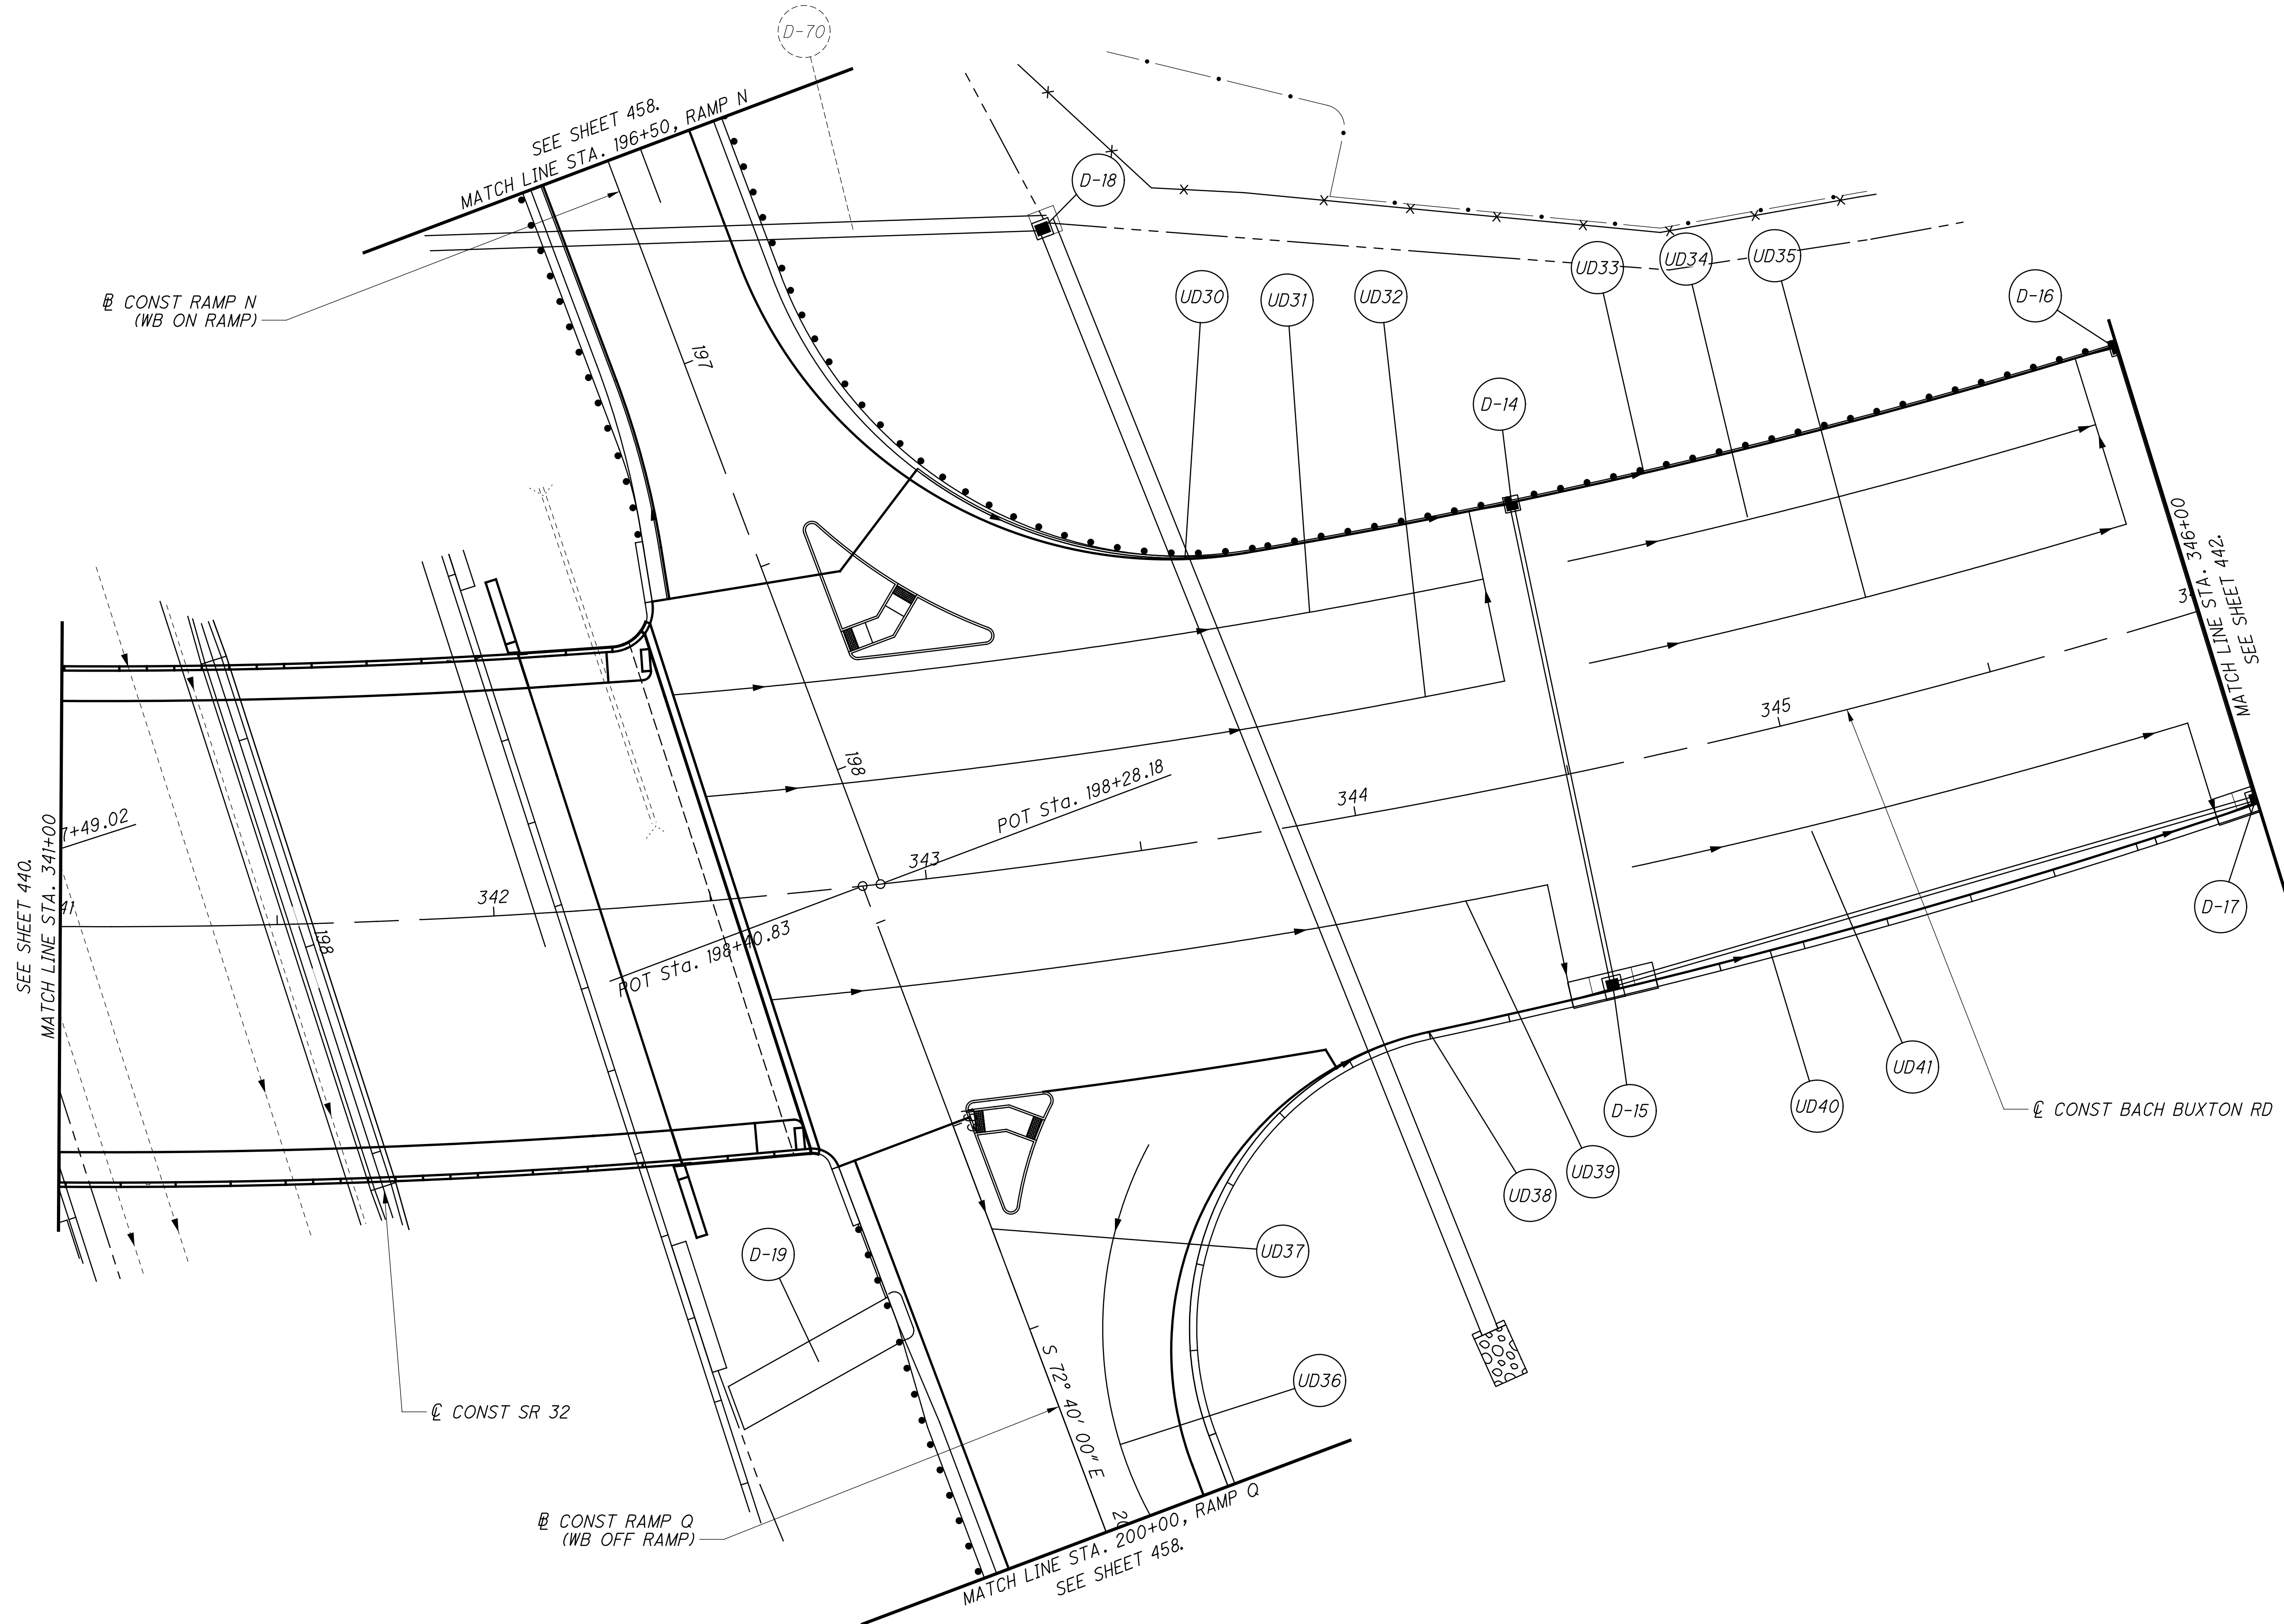 D-70
SEE SHEET 458.
MATCH LINE STA. 196+50, RAMP N
D-18
℄ CONST RAMP N
(WB ON RAMP)
UD30
UD31
UD32
UD33
UD34
UD35
D-16
197
D-14
MATCH LINE STA. 346+00
SEE SHEET 442.
198
345
POT Sta. 198+28.18
344
343
7+49.02
SEE SHEET 440.
MATCH LINE STA. 341+00
41
342
198
POT Sta. 198+40.83
D-17
UD41
UD40
D-15
℄ CONST BACH BUXTON RD
UD39
UD38
UD37
D-19
UD36
S 72° 40' 00" E
℄ CONST SR 32
℄ CONST RAMP Q
(WB OFF RAMP)
20
MATCH LINE STA. 200+00, RAMP Q
SEE SHEET 458.